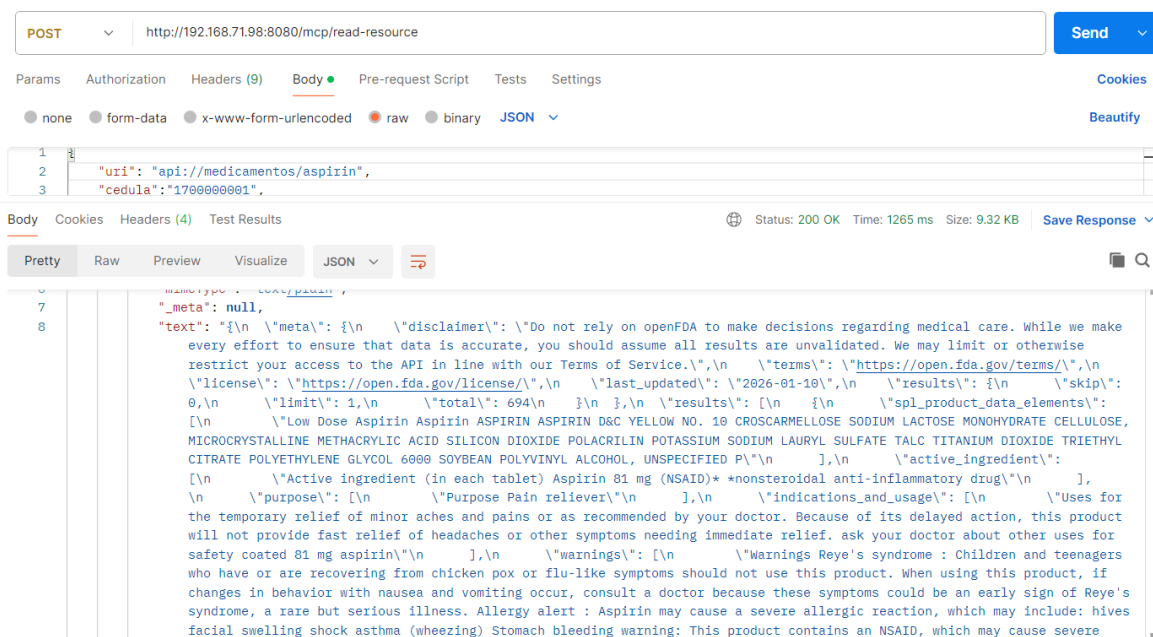 POST http://192.168.71.98:8080/mcp/read-resource Send
Params Authorization Headers (9) Body Pre-request Script Tests Settings Cookies
none form-data x-www-form-urlencoded raw binary JSON Beautify
1 {
2 "uri": "api://medicamentos/aspirin",
3 "cedula":"1700000001",
Body Cookies Headers (4) Test Results Status: 200 OK Time: 1265 ms Size: 9.32 KB Save Response
Pretty Raw Preview Visualize JSON
7 "_meta": null,
8 "text": "{\n  \"meta\": {\n    \"disclaimer\": \"Do not rely on openFDA to make decisions regarding medical care. While we make
every effort to ensure that data is accurate, you should assume all results are unvalidated. We may limit or otherwise
restrict your access to the API in line with our Terms of Service.\",\n    \"terms\": \"https://open.fda.gov/terms/\",\n
\"license\": \"https://open.fda.gov/license/\",\n    \"last_updated\": \"2026-01-10\",\n    \"results\": {\n      \"skip\":
0,\n      \"limit\": 1,\n      \"total\": 694\n    }\n  },\n  \"results\": [\n    {\n      \"spl_product_data_elements\":
[\n        \"Low Dose Aspirin Aspirin ASPIRIN ASPIRIN D&C YELLOW NO. 10 CROSCARMELLOSE SODIUM LACTOSE MONOHYDRATE CELLULOSE,
MICROCRYSTALLINE METHACRYLIC ACID SILICON DIOXIDE POLACRILIN POTASSIUM SODIUM LAURYL SULFATE TALC TITANIUM DIOXIDE TRIETHYL
CITRATE POLYETHYLENE GLYCOL 6000 SOYBEAN POLYVINYL ALCOHOL, UNSPECIFIED P\"\n      ],\n      \"active_ingredient\":
[\n        \"Active ingredient (in each tablet) Aspirin 81 mg (NSAID)* *nonsteroidal anti-inflammatory drug\"\n      ],
\n      \"purpose\": [\n        \"Purpose Pain reliever\"\n      ],\n      \"indications_and_usage\": [\n        \"Uses for
the temporary relief of minor aches and pains or as recommended by your doctor. Because of its delayed action, this product
will not provide fast relief of headaches or other symptoms needing immediate relief. ask your doctor about other uses for
safety coated 81 mg aspirin\"\n      ],\n      \"warnings\": [\n        \"Warnings Reye's syndrome : Children and teenagers
who have or are recovering from chicken pox or flu-like symptoms should not use this product. When using this product, if
changes in behavior with nausea and vomiting occur, consult a doctor because these symptoms could be an early sign of Reye's
syndrome, a rare but serious illness. Allergy alert : Aspirin may cause a severe allergic reaction, which may include: hives
facial swelling shock asthma (wheezing) Stomach bleeding warning: This product contains an NSAID, which may cause severe